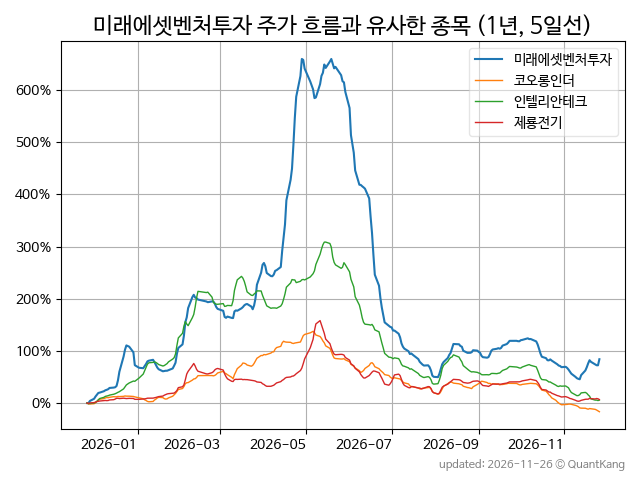 미래에셋벤처투자 주가 흐름과 유사한 종목 (1년, 5일선)
미래에셋벤처투자
코오롱인더
인텔리안테크
제룡전기
600%
500%
400%
300%
200%
100%
0%
2026-01 2026-03 2026-05 2026-07 2026-09 2026-11
updated: 2026-11-26 © QuantKang